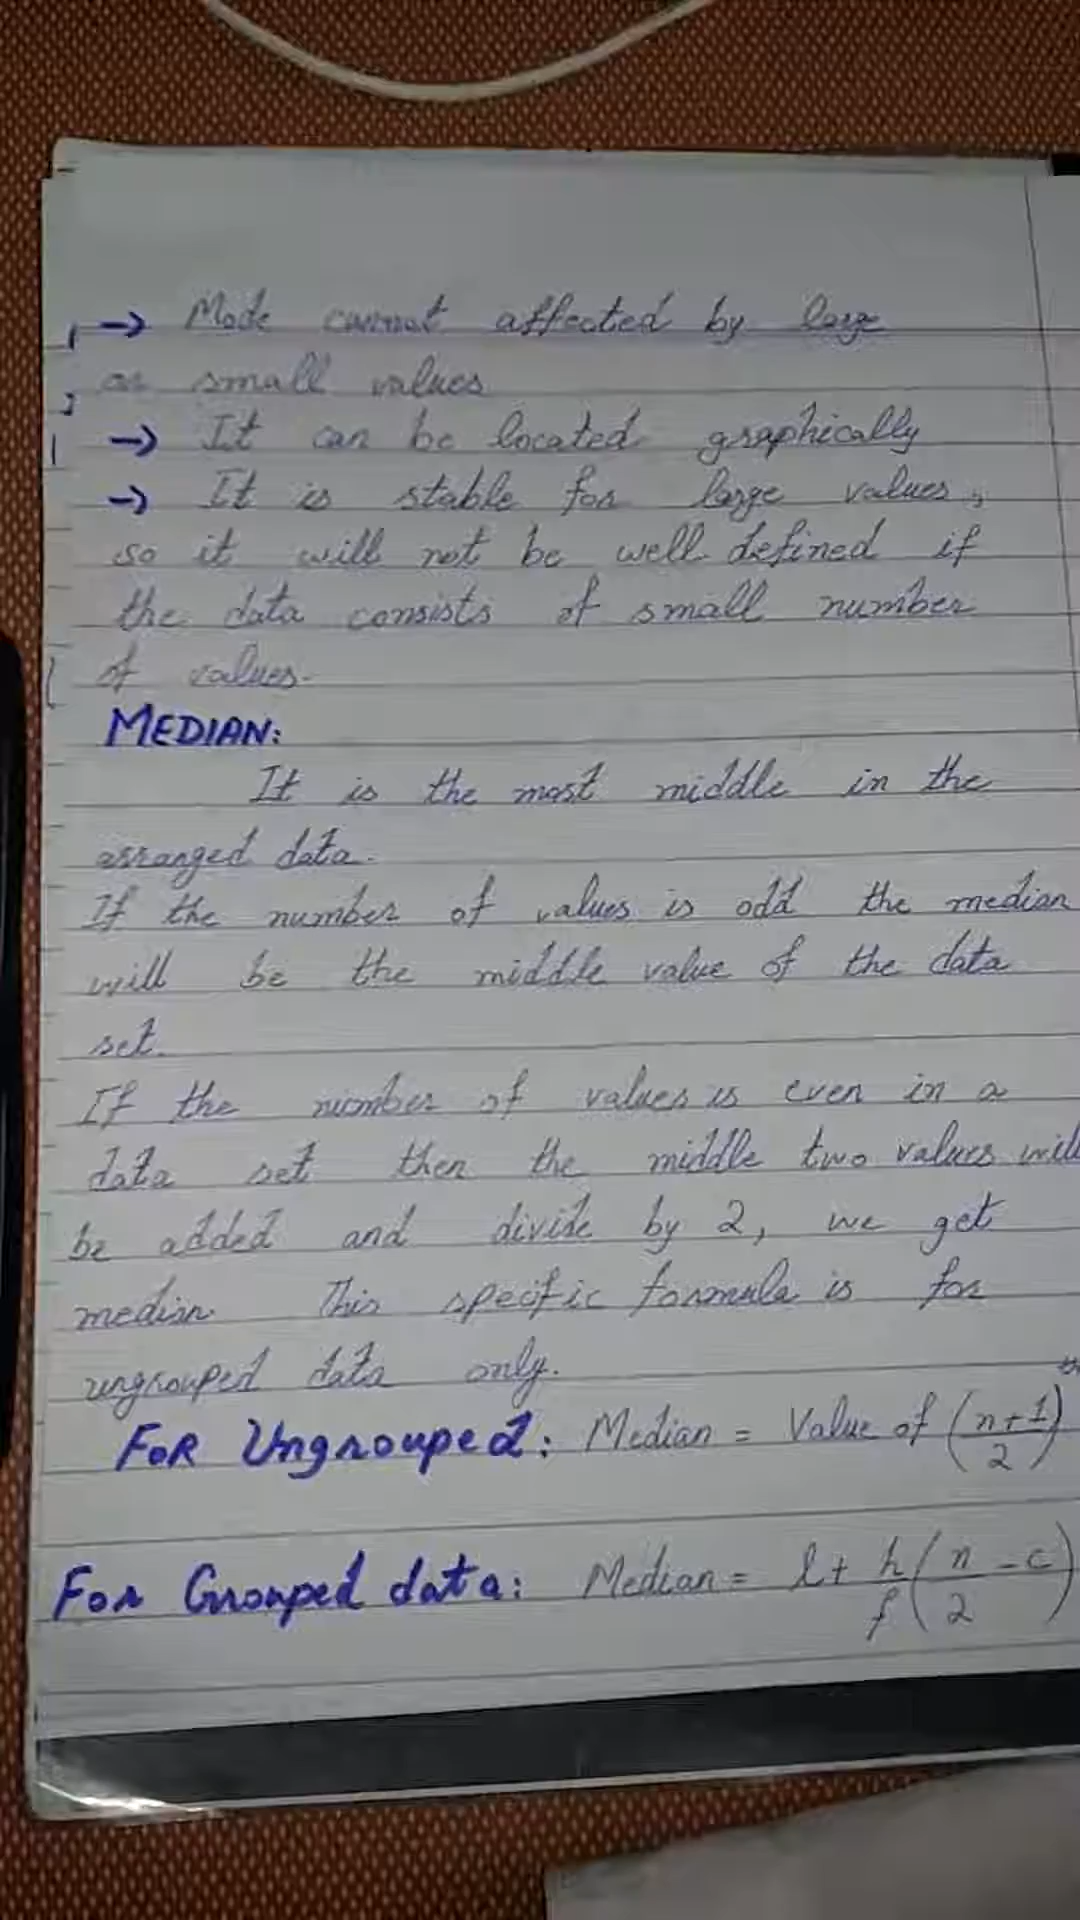 → Mode cannot affected by large
or small values
→ It can be located graphically
→ It is stable for large values,
so it will not be well defined if
the data consists of small number
of values.
MEDIAN:
It is the most middle in the
arranged data.
If the number of values is odd the median
will be the middle value of the data
set.
If the number of values is even in a
data set then the middle two values will
be added and divide by 2, we get
median. This specific formula is for
ungrouped data only.
FOR Ungrouped: Median = Value of (n+1/2)th
For Grouped data: Median = l + h/f (n/2 - c)